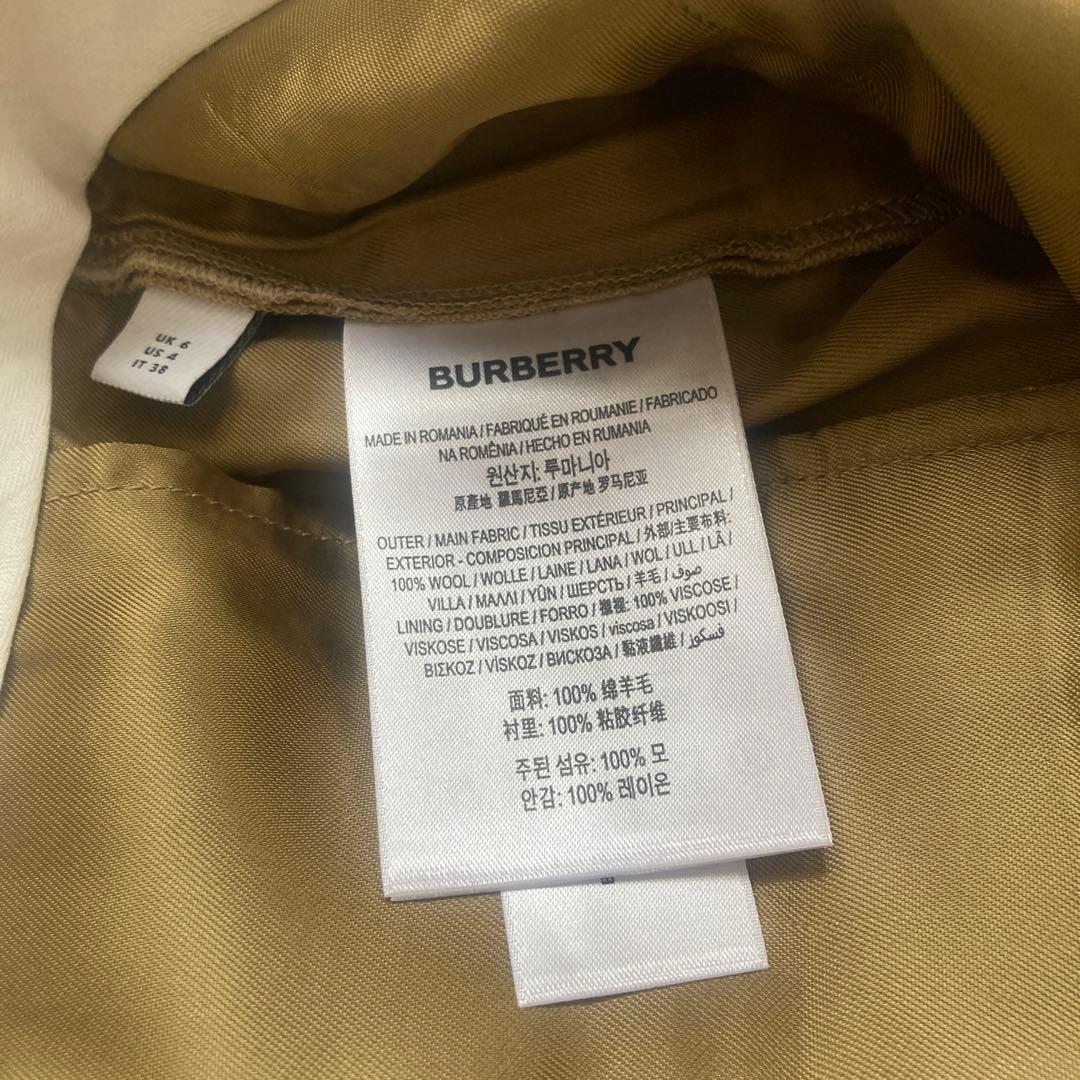 UK 6
US 4
IT 38
BURBERRY
MADE IN ROMANIA / FABRIQUÉ EN ROUMANIE / FABRICADO
NA ROMÊNIA / HECHO EN RUMANIA
원산지: 루마니아
原產地 羅馬尼亞 / 原产地 罗马尼亚
OUTER / MAIN FABRIC / TISSU EXTÉRIEUR / PRINCIPAL /
EXTERIOR - COMPOSICION PRINCIPAL / 外部/主要布料:
100% WOOL / WOLLE / LAINE / LANA / WOL / ULL / LÃ /
VILLA / ΜΑΛΛΙ / YÜN / ШЕРСТЬ / 羊毛 / صوف
LINING / DOUBLURE / FORRO / 裡襯: 100% VISCOSE /
VISKOSE / VISCOSA / VISKOS / viscosa / VISKOOSI /
ΒΙΣΚΟΖ / VİSKOZ / ВИСКОЗА / 黏液纖維 / فسكوز
面料: 100% 绵羊毛
衬里: 100% 粘胶纤维
주된 섬유: 100% 모
안감: 100% 레이온